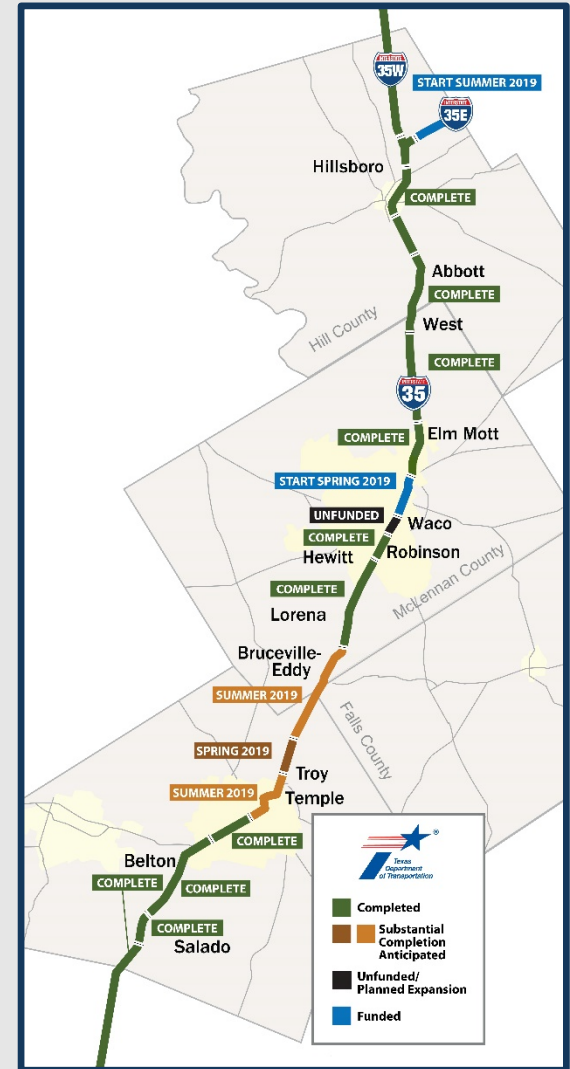 INTERSTATE
35W
START SUMMER 2019
INTERSTATE
35E
Hillsboro
COMPLETE
Abbott
COMPLETE
Hill County
West
COMPLETE
INTERSTATE
35
Elm Mott
COMPLETE
START SPRING 2019
UNFUNDED
Waco
COMPLETE
Robinson
Hewitt
McLennan County
COMPLETE
Lorena
Bruceville-
Eddy
SUMMER 2019
Falls County
SPRING 2019
Troy
SUMMER 2019
Temple
COMPLETE
Belton
COMPLETE
COMPLETE
COMPLETE
Salado
®
Texas
Department
of Transportation
Completed
Substantial
Completion
Anticipated
Unfunded/
Planned Expansion
Funded